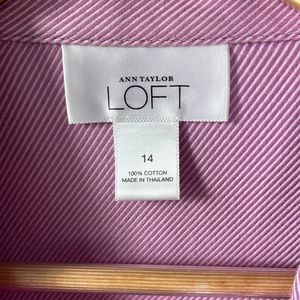 ANN TAYLOR
LOFT
14
100% COTTON
MADE IN THAILAND